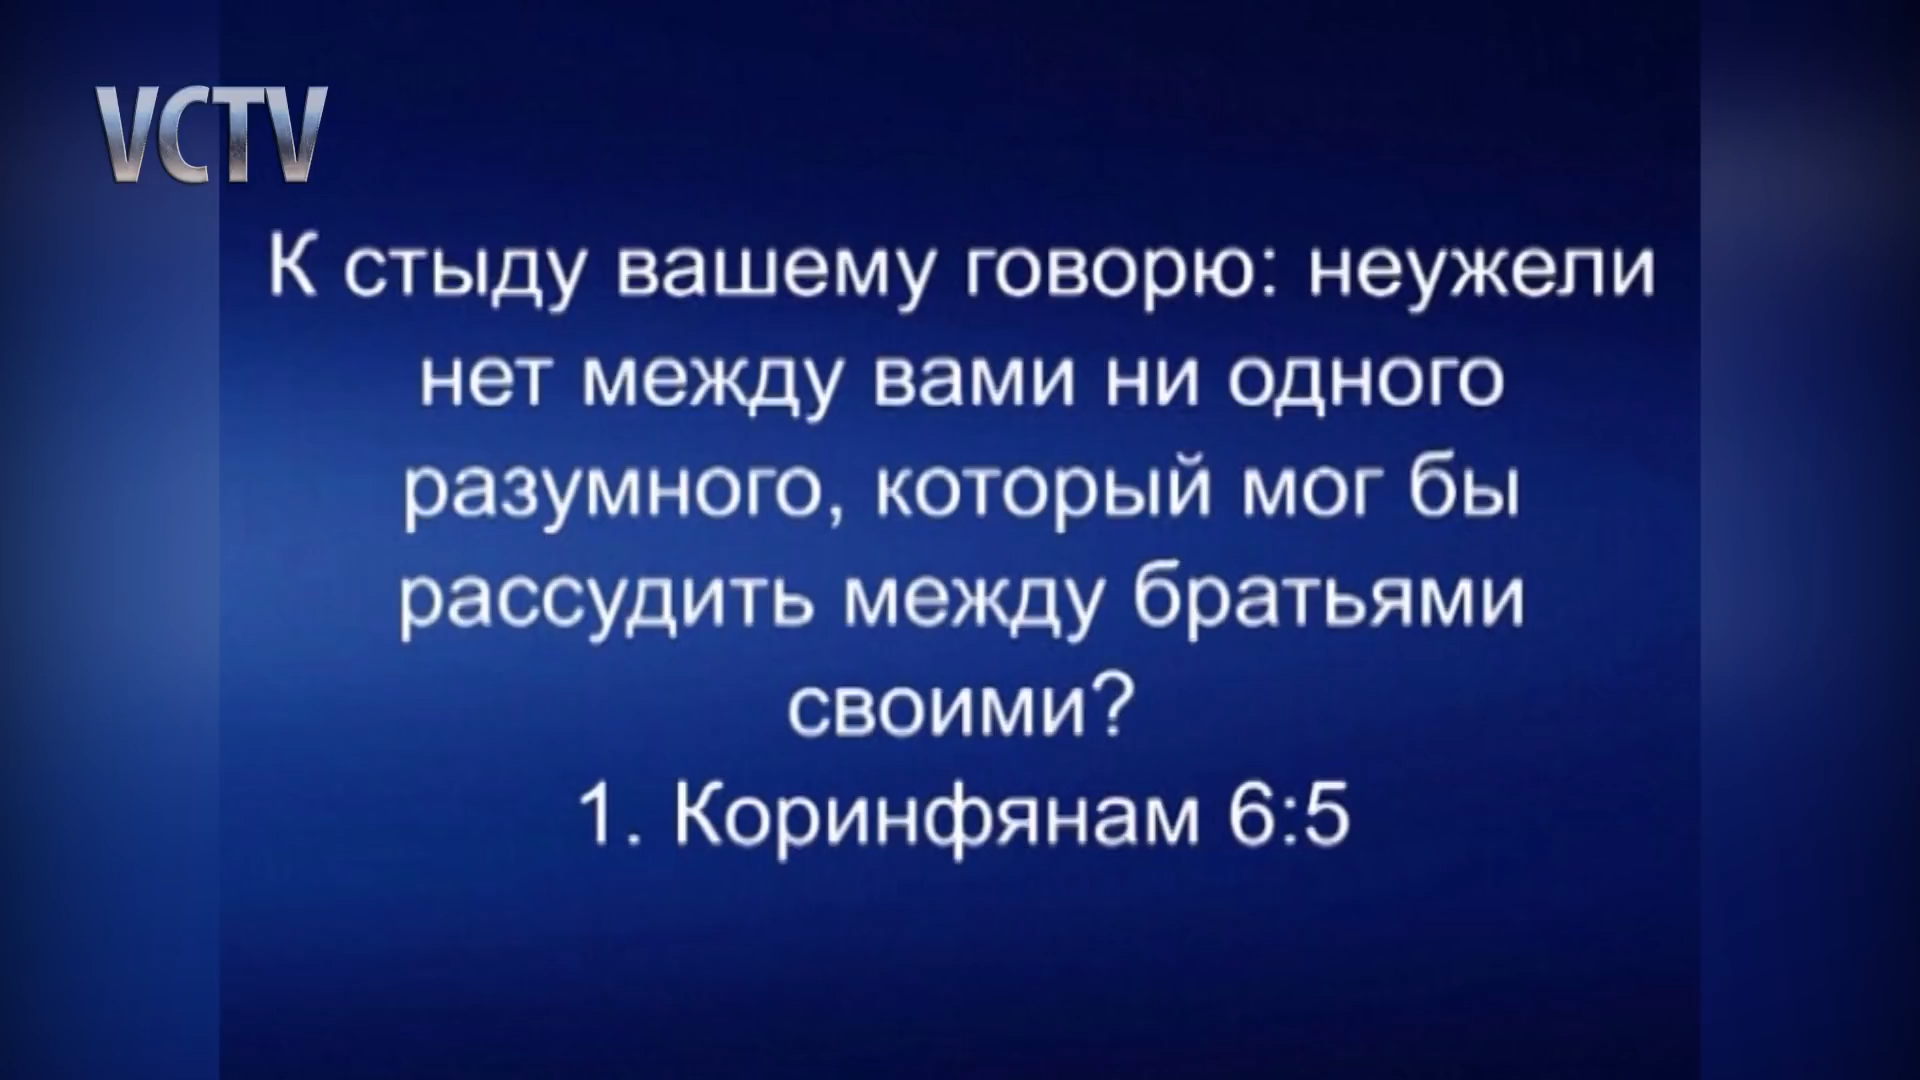 VCTV
К стыду вашему говорю: неужели
нет между вами ни одного
разумного, который мог бы
рассудить между братьями
своими?
1. Коринфянам 6:5